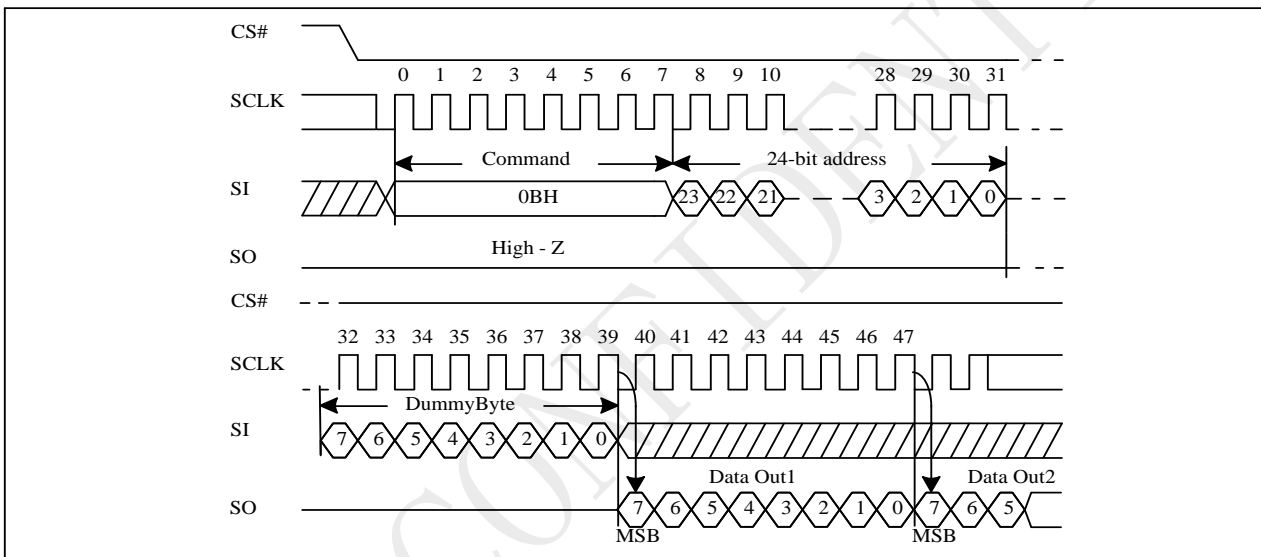 CS#
0 1 2 3 4 5 6 7 8 9 10 28 29 30 31
SCLK
Command 24-bit address
SI 0BH 23 22 21 3 2 1 0
High - Z
SO
CS#
32 33 34 35 36 37 38 39 40 41 42 43 44 45 46 47
SCLK
DummyByte
SI 7 6 5 4 3 2 1 0
Data Out1 Data Out2
SO 7 6 5 4 3 2 1 0 7 6 5
MSB MSB
CONFIDENT